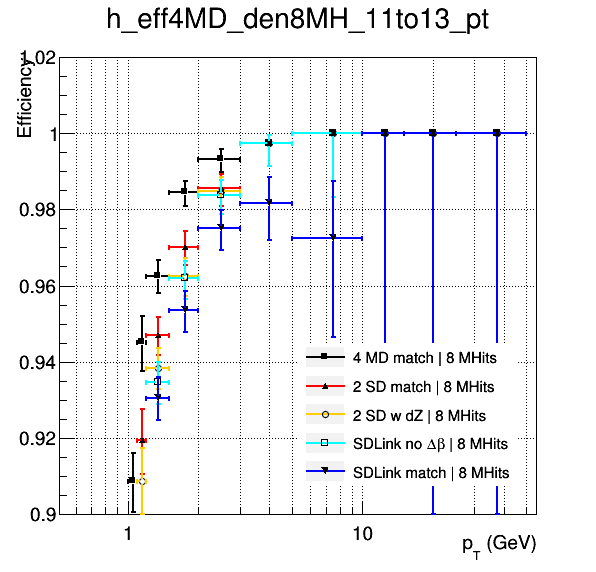 h_eff4MD_den8MH_11to13_pt
Efficiency
1.02
1
0.98
0.96
0.94
0.92
0.9
4 MD match | 8 MHits
2 SD match | 8 MHits
2 SD w dZ | 8 MHits
SDLink no Δβ | 8 MHits
SDLink match | 8 MHits
1
10
p_T (GeV)